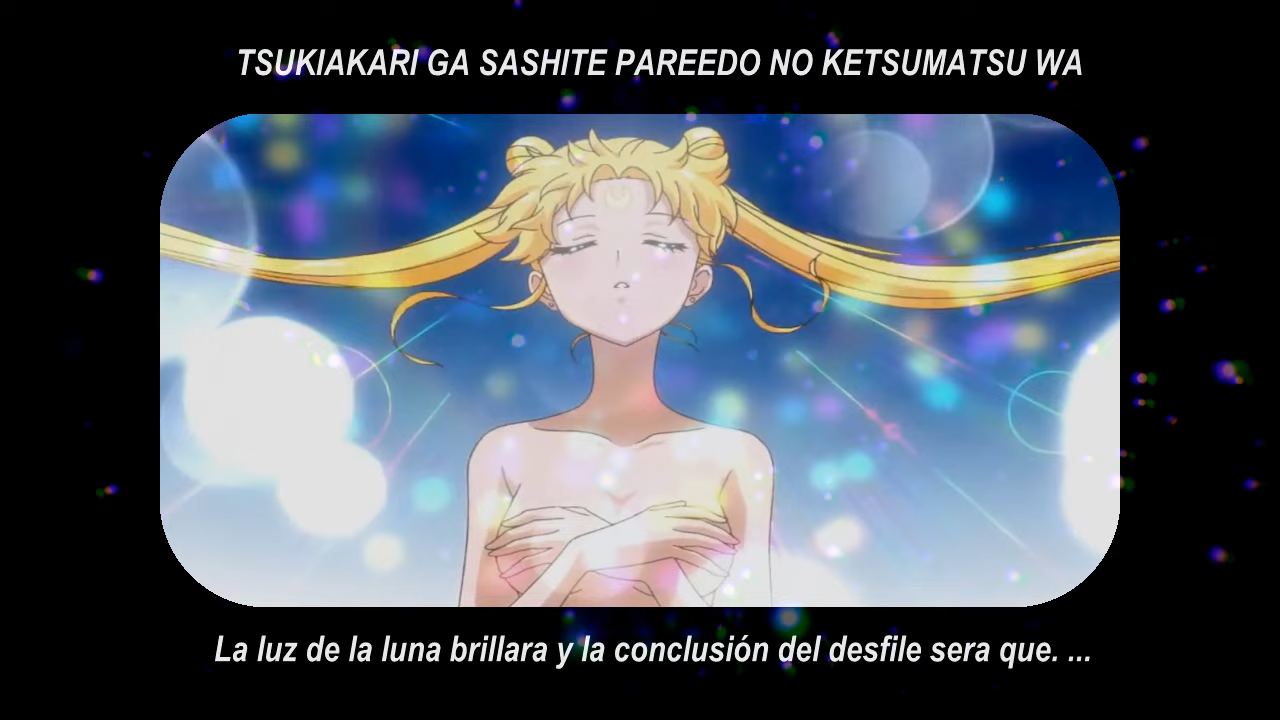 TSUKIAKARI GA SASHITE PAREEDO NO KETSUMATSU WA
La luz de la luna brillara y la conclusión del desfile sera que. ...